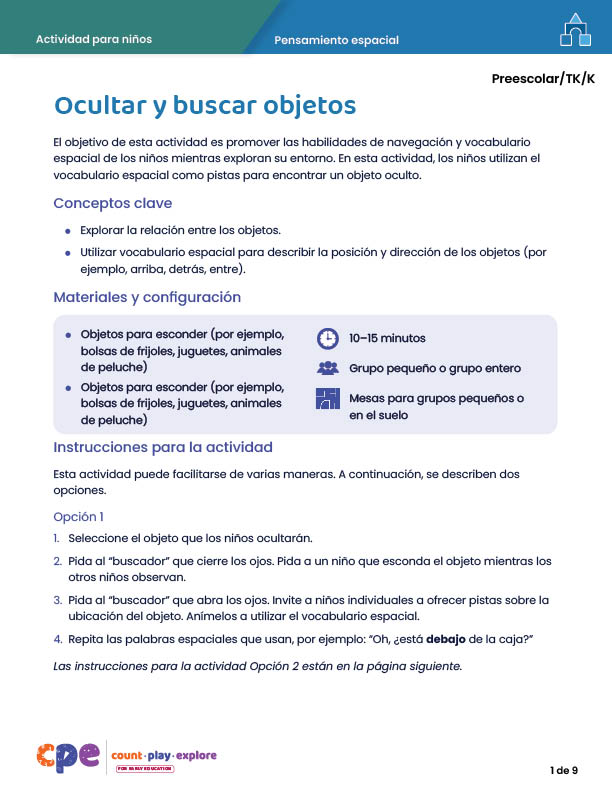 Actividad para niños
Pensamiento espacial
Preescolar/TK/K
Ocultar y buscar objetos
El objetivo de esta actividad es promover las habilidades de navegación y vocabulario
espacial de los niños mientras exploran su entorno. En esta actividad, los niños utilizan el
vocabulario espacial como pistas para encontrar un objeto oculto.
Conceptos clave
• Explorar la relación entre los objetos.
• Utilizar vocabulario espacial para describir la posición y dirección de los objetos (por
ejemplo, arriba, detrás, entre).
Materiales y configuración
• Objetos para esconder (por ejemplo,
bolsas de frijoles, juguetes, animales
de peluche)
• Objetos para esconder (por ejemplo,
bolsas de frijoles, juguetes, animales
de peluche)
10–15 minutos
Grupo pequeño o grupo entero
Mesas para grupos pequeños o
en el suelo
Instrucciones para la actividad
Esta actividad puede facilitarse de varias maneras. A continuación, se describen dos
opciones.
Opción 1
1. Seleccione el objeto que los niños ocultarán.
2. Pida al “buscador” que cierre los ojos. Pida a un niño que esconda el objeto mientras los
otros niños observan.
3. Pida al “buscador” que abra los ojos. Invite a niños individuales a ofrecer pistas sobre la
ubicación del objeto. Anímelos a utilizar el vocabulario espacial.
4. Repita las palabras espaciales que usan, por ejemplo: “Oh, ¿está debajo de la caja?”
Las instrucciones para la actividad Opción 2 están en la página siguiente.
cpe
count·play·explore
FOR EARLY EDUCATION
1 de 9